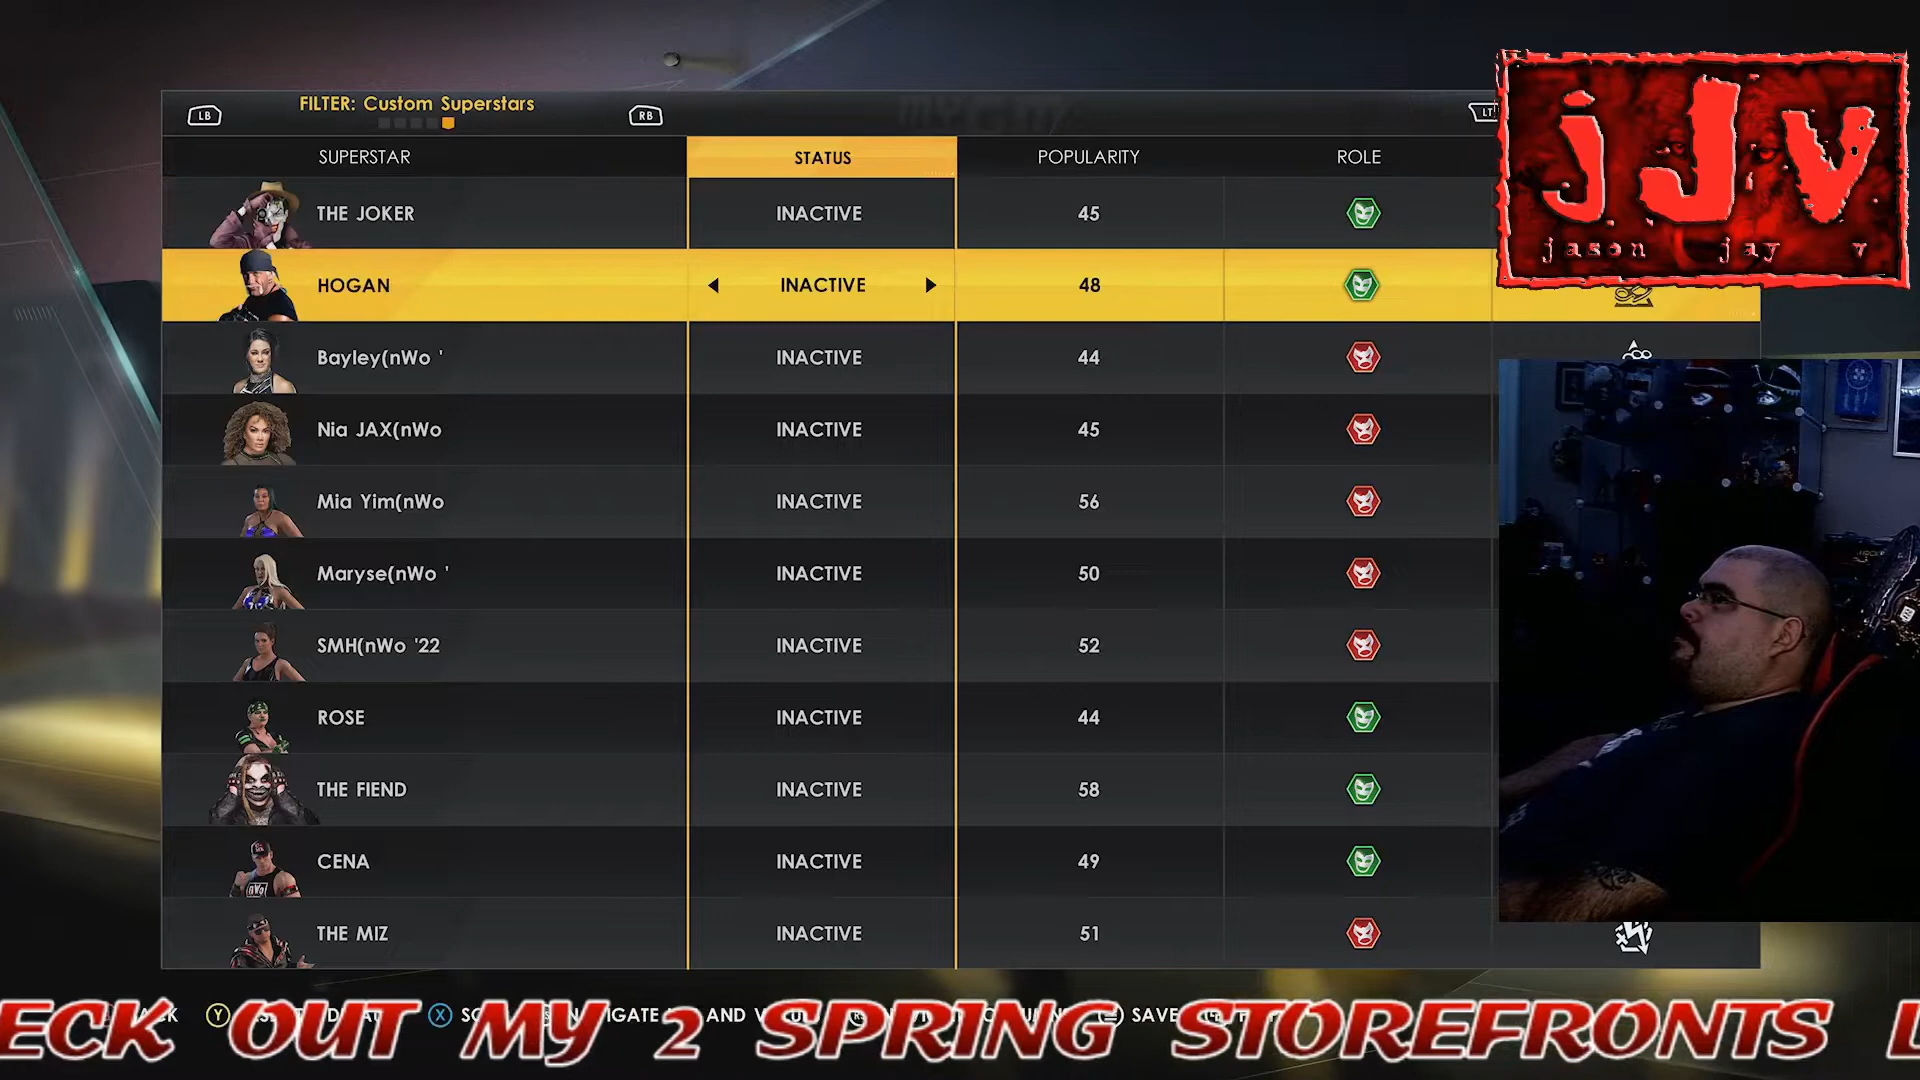 LB FILTER: Custom Superstars RB LT
SUPERSTAR STATUS POPULARITY ROLE
THE JOKER INACTIVE 45
HOGAN INACTIVE 48
Bayley(nWo ' INACTIVE 44
Nia JAX(nWo INACTIVE 45
Mia Yim(nWo INACTIVE 56
Maryse(nWo ' INACTIVE 50
SMH(nWo '22 INACTIVE 52
ROSE INACTIVE 44
THE FIEND INACTIVE 58
CENA INACTIVE 49
THE MIZ INACTIVE 51
jJv
jason jay v
Y X AND SAVE
ECK OUT MY 2 SPRING STOREFRONTS